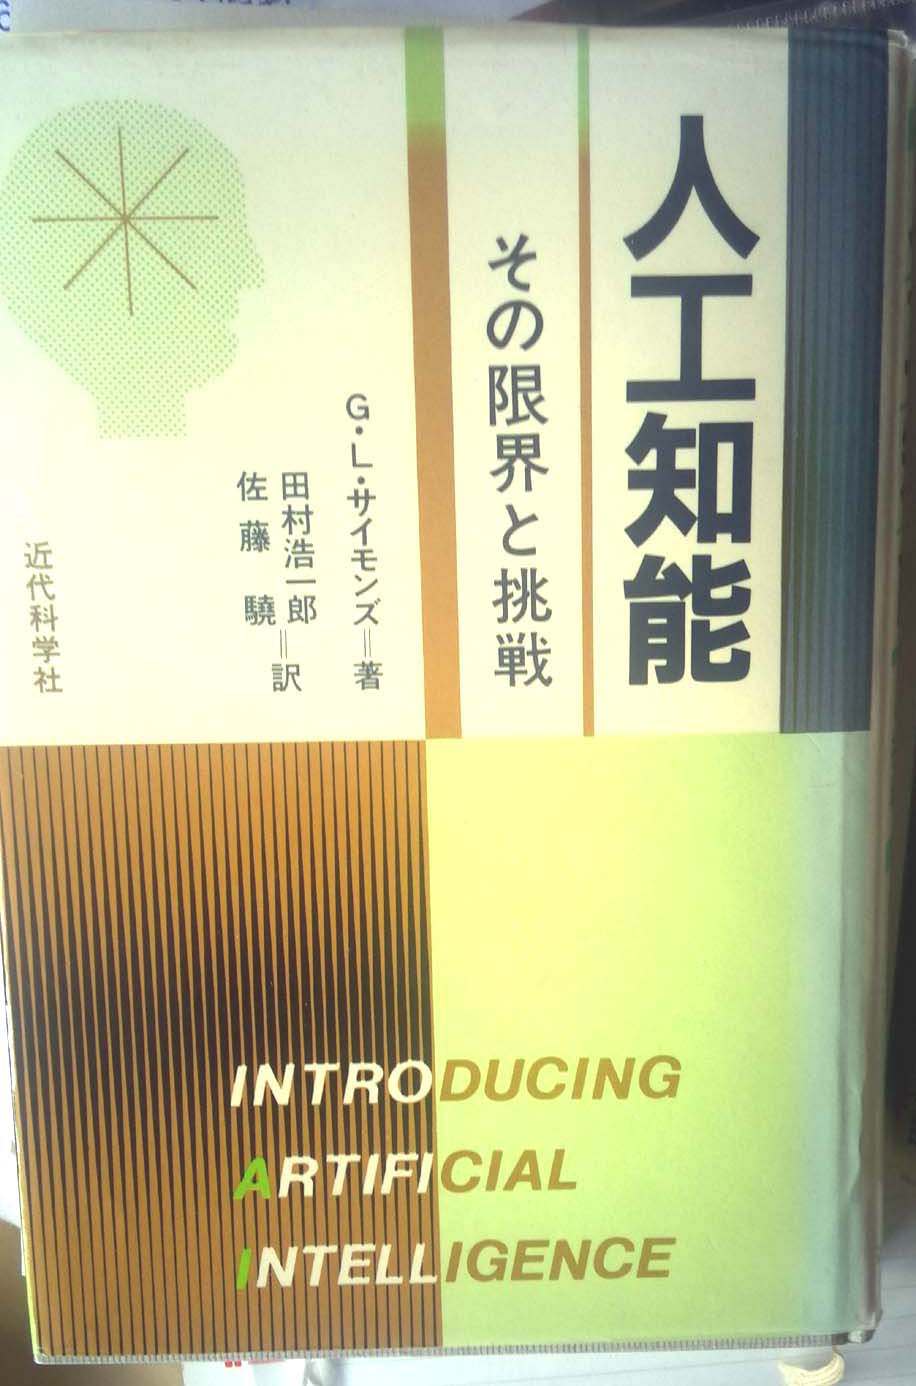 人工知能
その限界と挑戦
G・L・サイモンズ=著
田村浩一郎
佐藤 驍=訳
近代科学社
INTRODUCING
ARTIFICIAL
INTELLIGENCE